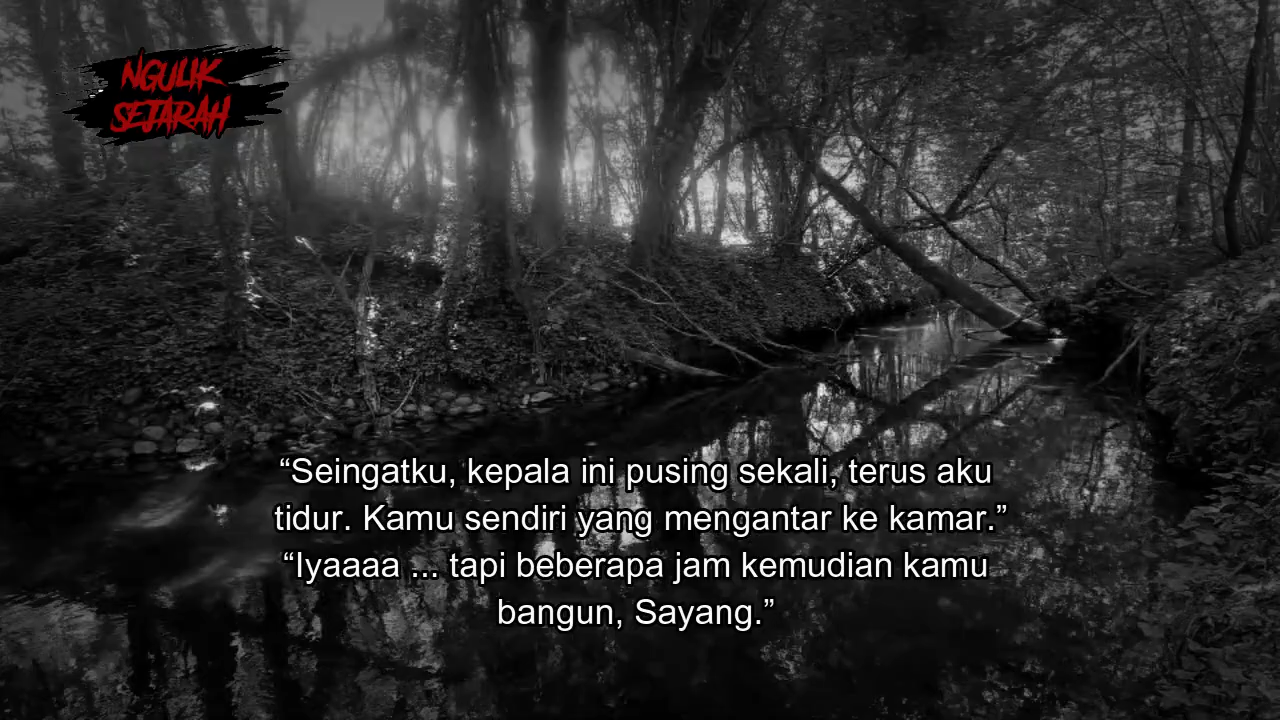 NGULIK
SEJARAH
“Seingatku, kepala ini pusing sekali, terus aku
tidur. Kamu sendiri yang mengantar ke kamar.”
“Iyaaaa ... tapi beberapa jam kemudian kamu
bangun, Sayang.”